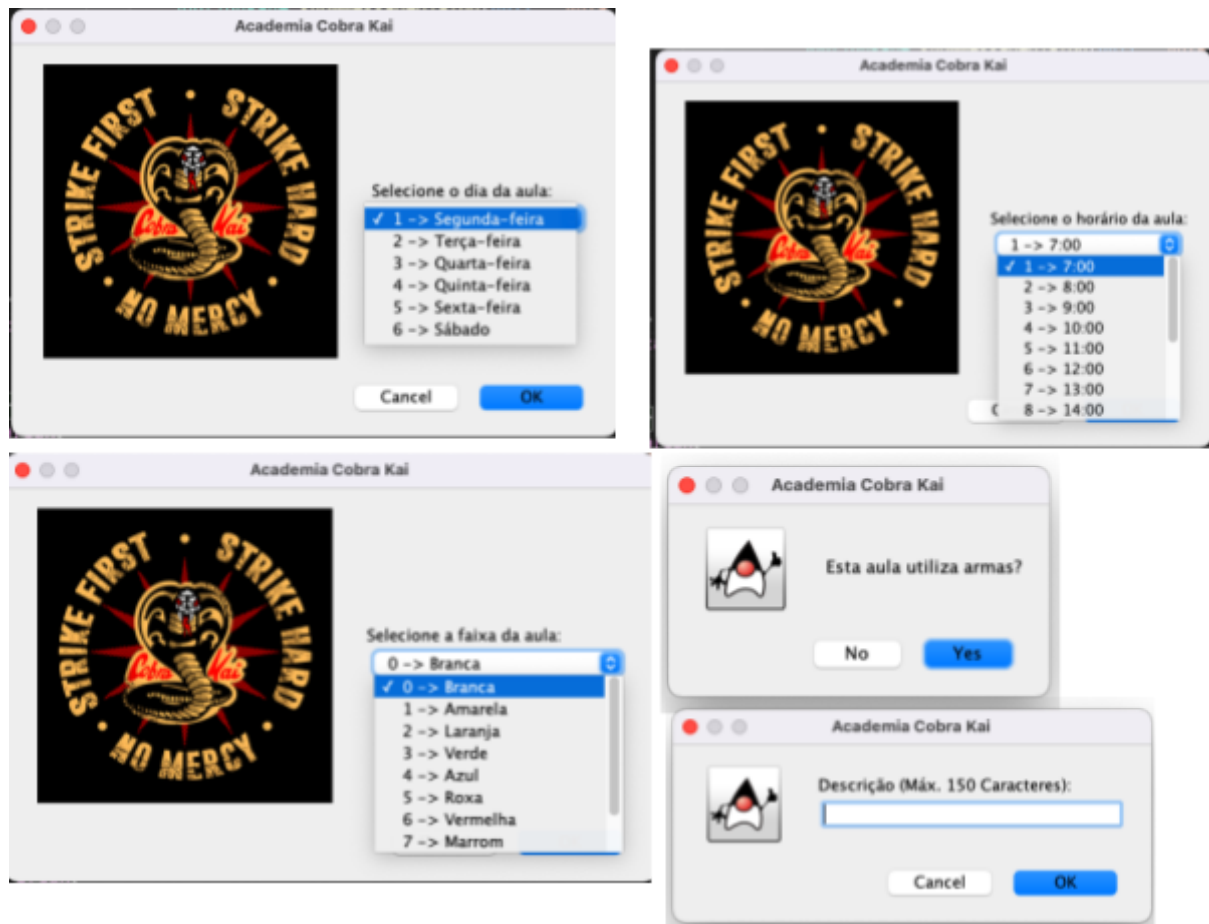 Academia Cobra Kai
STRIKE FIRST • STRIKE HARD • NO MERCY •
Cobra Kai
Selecione o dia da aula:
✓ 1 -> Segunda-feira
2 -> Terça-feira
3 -> Quarta-feira
4 -> Quinta-feira
5 -> Sexta-feira
6 -> Sábado
Cancel OK
Academia Cobra Kai
STRIKE FIRST • STRIKE HARD • NO MERCY •
Cobra Kai
Selecione o horário da aula:
1 -> 7:00
✓ 1 -> 7:00
2 -> 8:00
3 -> 9:00
4 -> 10:00
5 -> 11:00
6 -> 12:00
7 -> 13:00
8 -> 14:00
C
Academia Cobra Kai
STRIKE FIRST • STRIKE HARD • NO MERCY •
Cobra Kai
Selecione a faixa da aula:
0 -> Branca
✓ 0 -> Branca
1 -> Amarela
2 -> Laranja
3 -> Verde
4 -> Azul
5 -> Roxa
6 -> Vermelha
7 -> Marrom
Academia Cobra Kai
Esta aula utiliza armas?
No Yes
Academia Cobra Kai
Descrição (Máx. 150 Caracteres):
Cancel OK